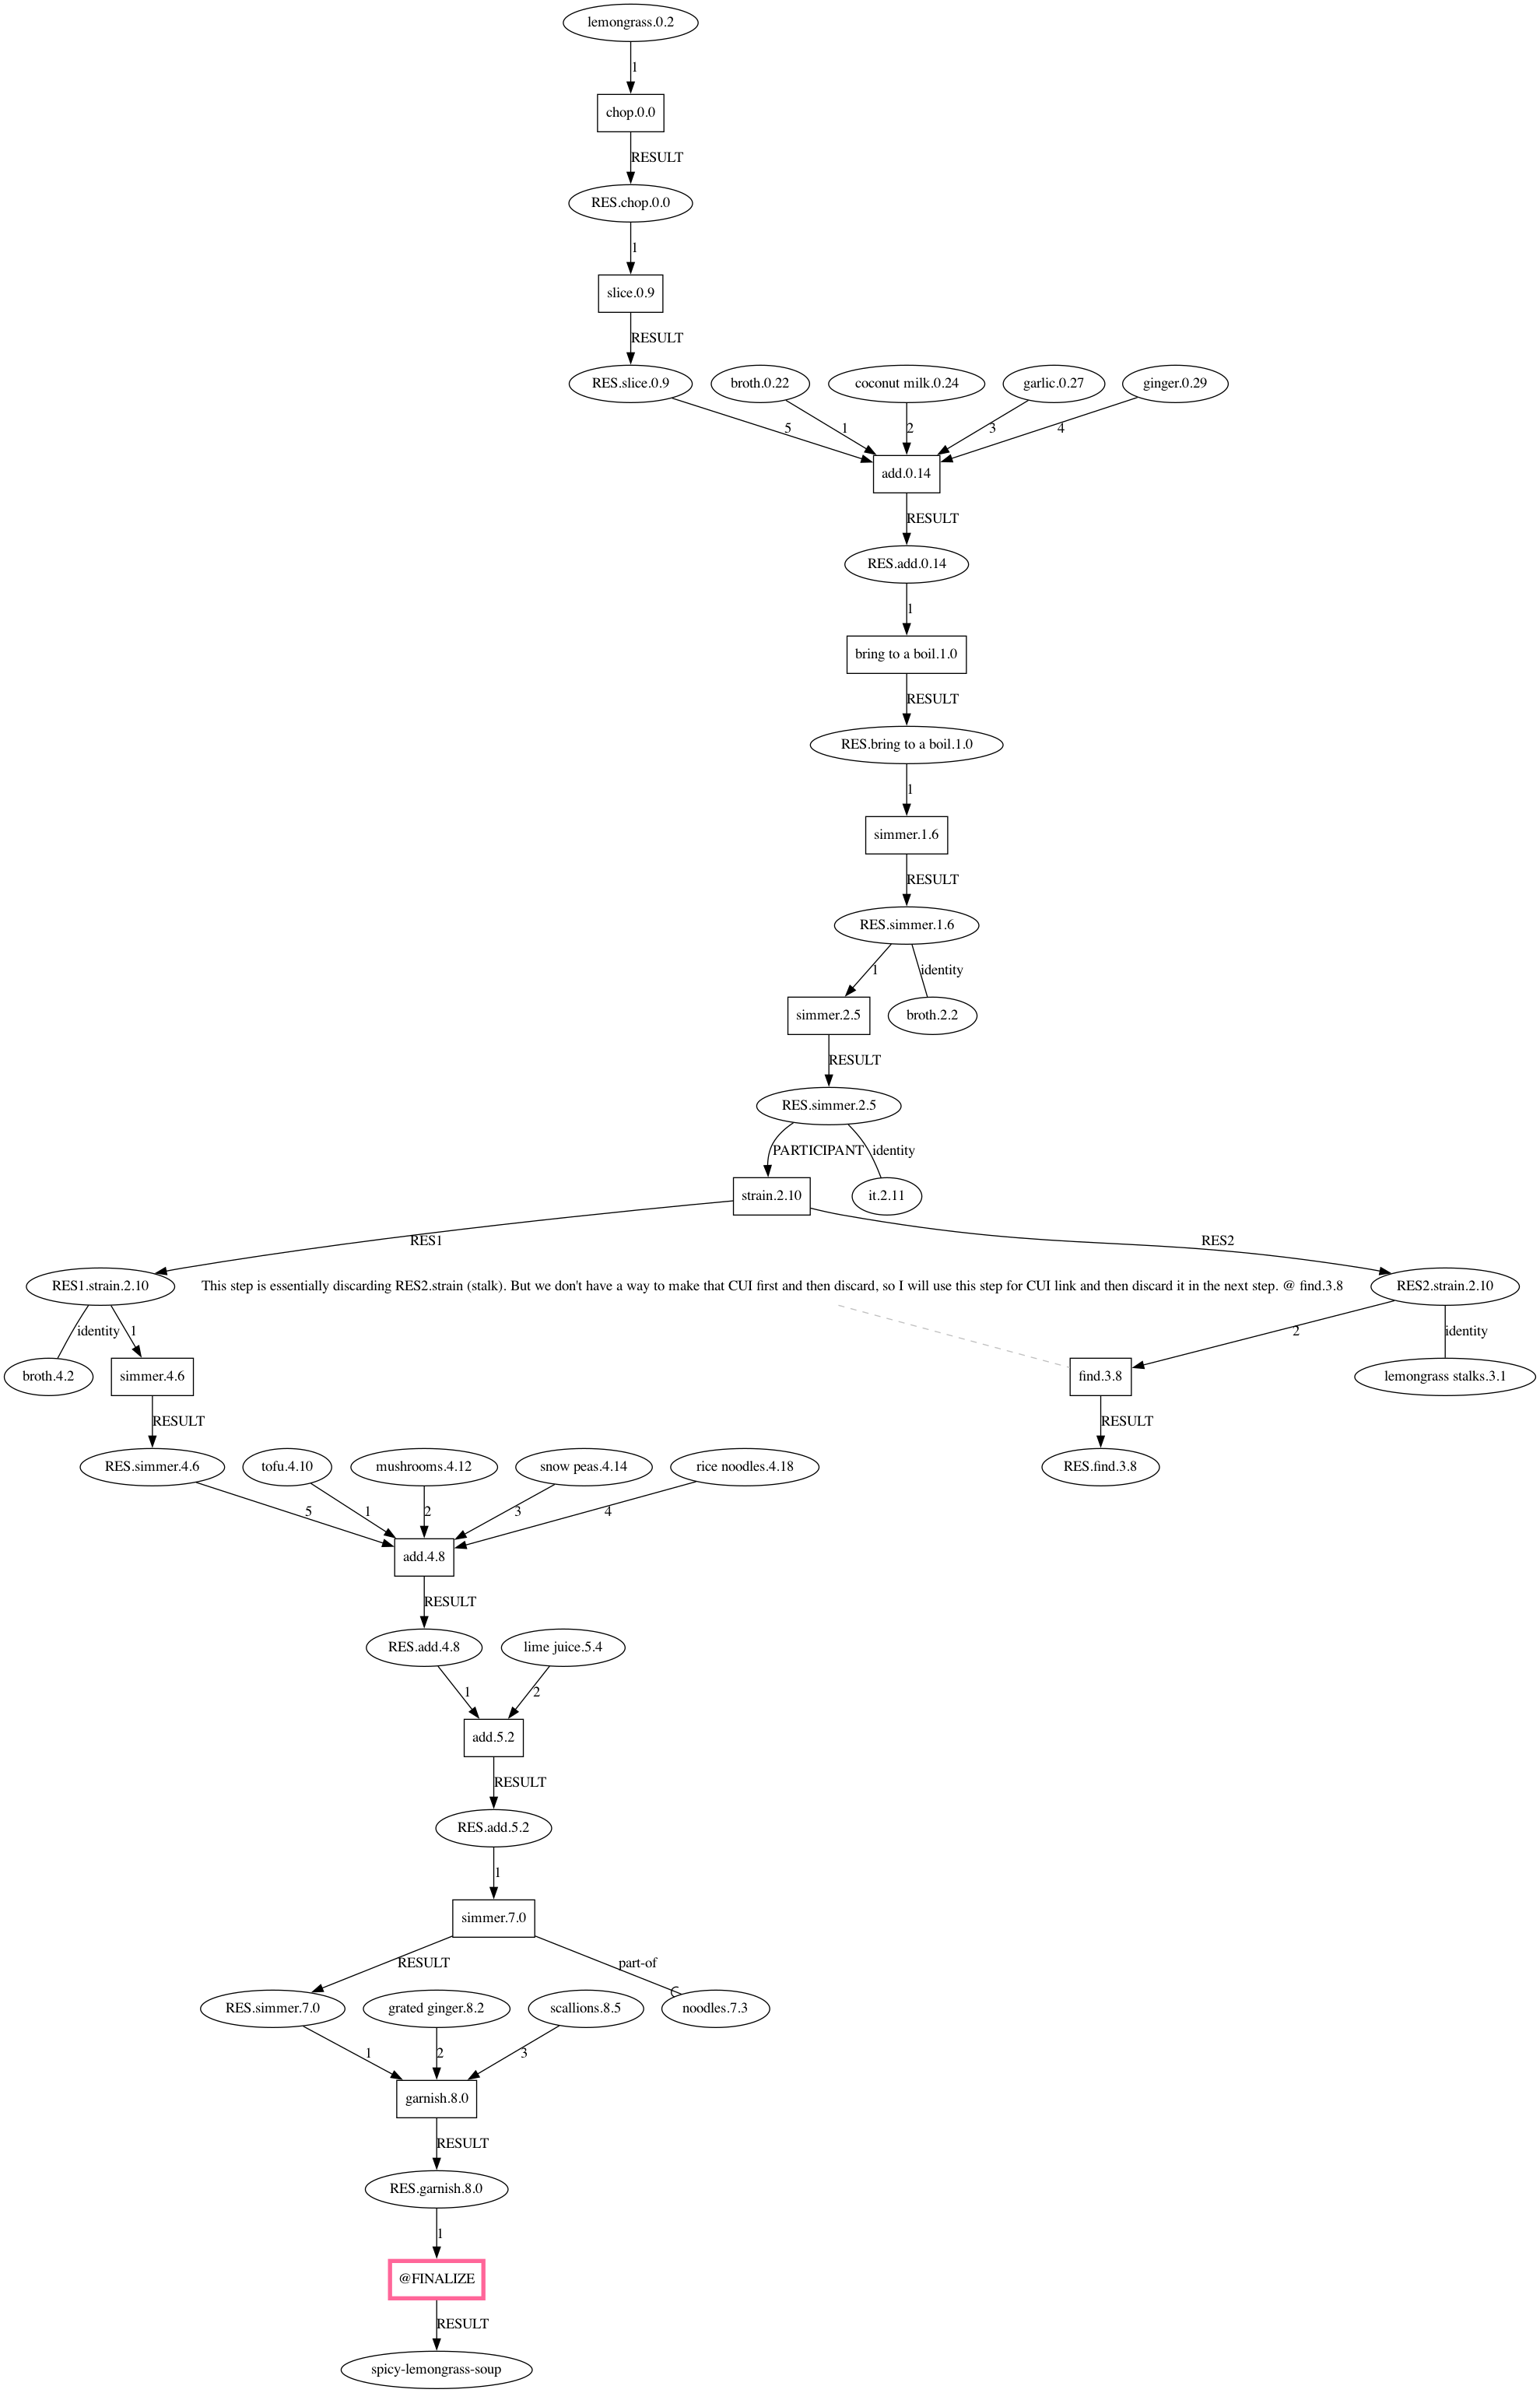 lemongrass.0.2
1
chop.0.0
RESULT
RES.chop.0.0
1
slice.0.9
RESULT
RES.slice.0.9 broth.0.22 coconut milk.0.24 garlic.0.27 ginger.0.29
5 1 2 3 4
add.0.14
RESULT
RES.add.0.14
1
bring to a boil.1.0
RESULT
RES.bring to a boil.1.0
1
simmer.1.6
RESULT
RES.simmer.1.6
1 identity
simmer.2.5 broth.2.2
RESULT
RES.simmer.2.5
PARTICIPANT identity
strain.2.10 it.2.11
RES1 RES2
RES1.strain.2.10 This step is essentially discarding RES2.strain (stalk). But we don't have a way to make that CUI first and then discard, so I will use this step for CUI link and then discard it in the next step. @ find.3.8 RES2.strain.2.10
identity 1 2 identity
broth.4.2 simmer.4.6 find.3.8 lemongrass stalks.3.1
RESULT RESULT
RES.simmer.4.6 tofu.4.10 mushrooms.4.12 snow peas.4.14 rice noodles.4.18 RES.find.3.8
5 1 2 3 4
add.4.8
RESULT
RES.add.4.8 lime juice.5.4
1 2
add.5.2
RESULT
RES.add.5.2
1
simmer.7.0
RESULT part-of
RES.simmer.7.0 grated ginger.8.2 scallions.8.5 noodles.7.3
1 2 3
garnish.8.0
RESULT
RES.garnish.8.0
1
@FINALIZE
RESULT
spicy-lemongrass-soup